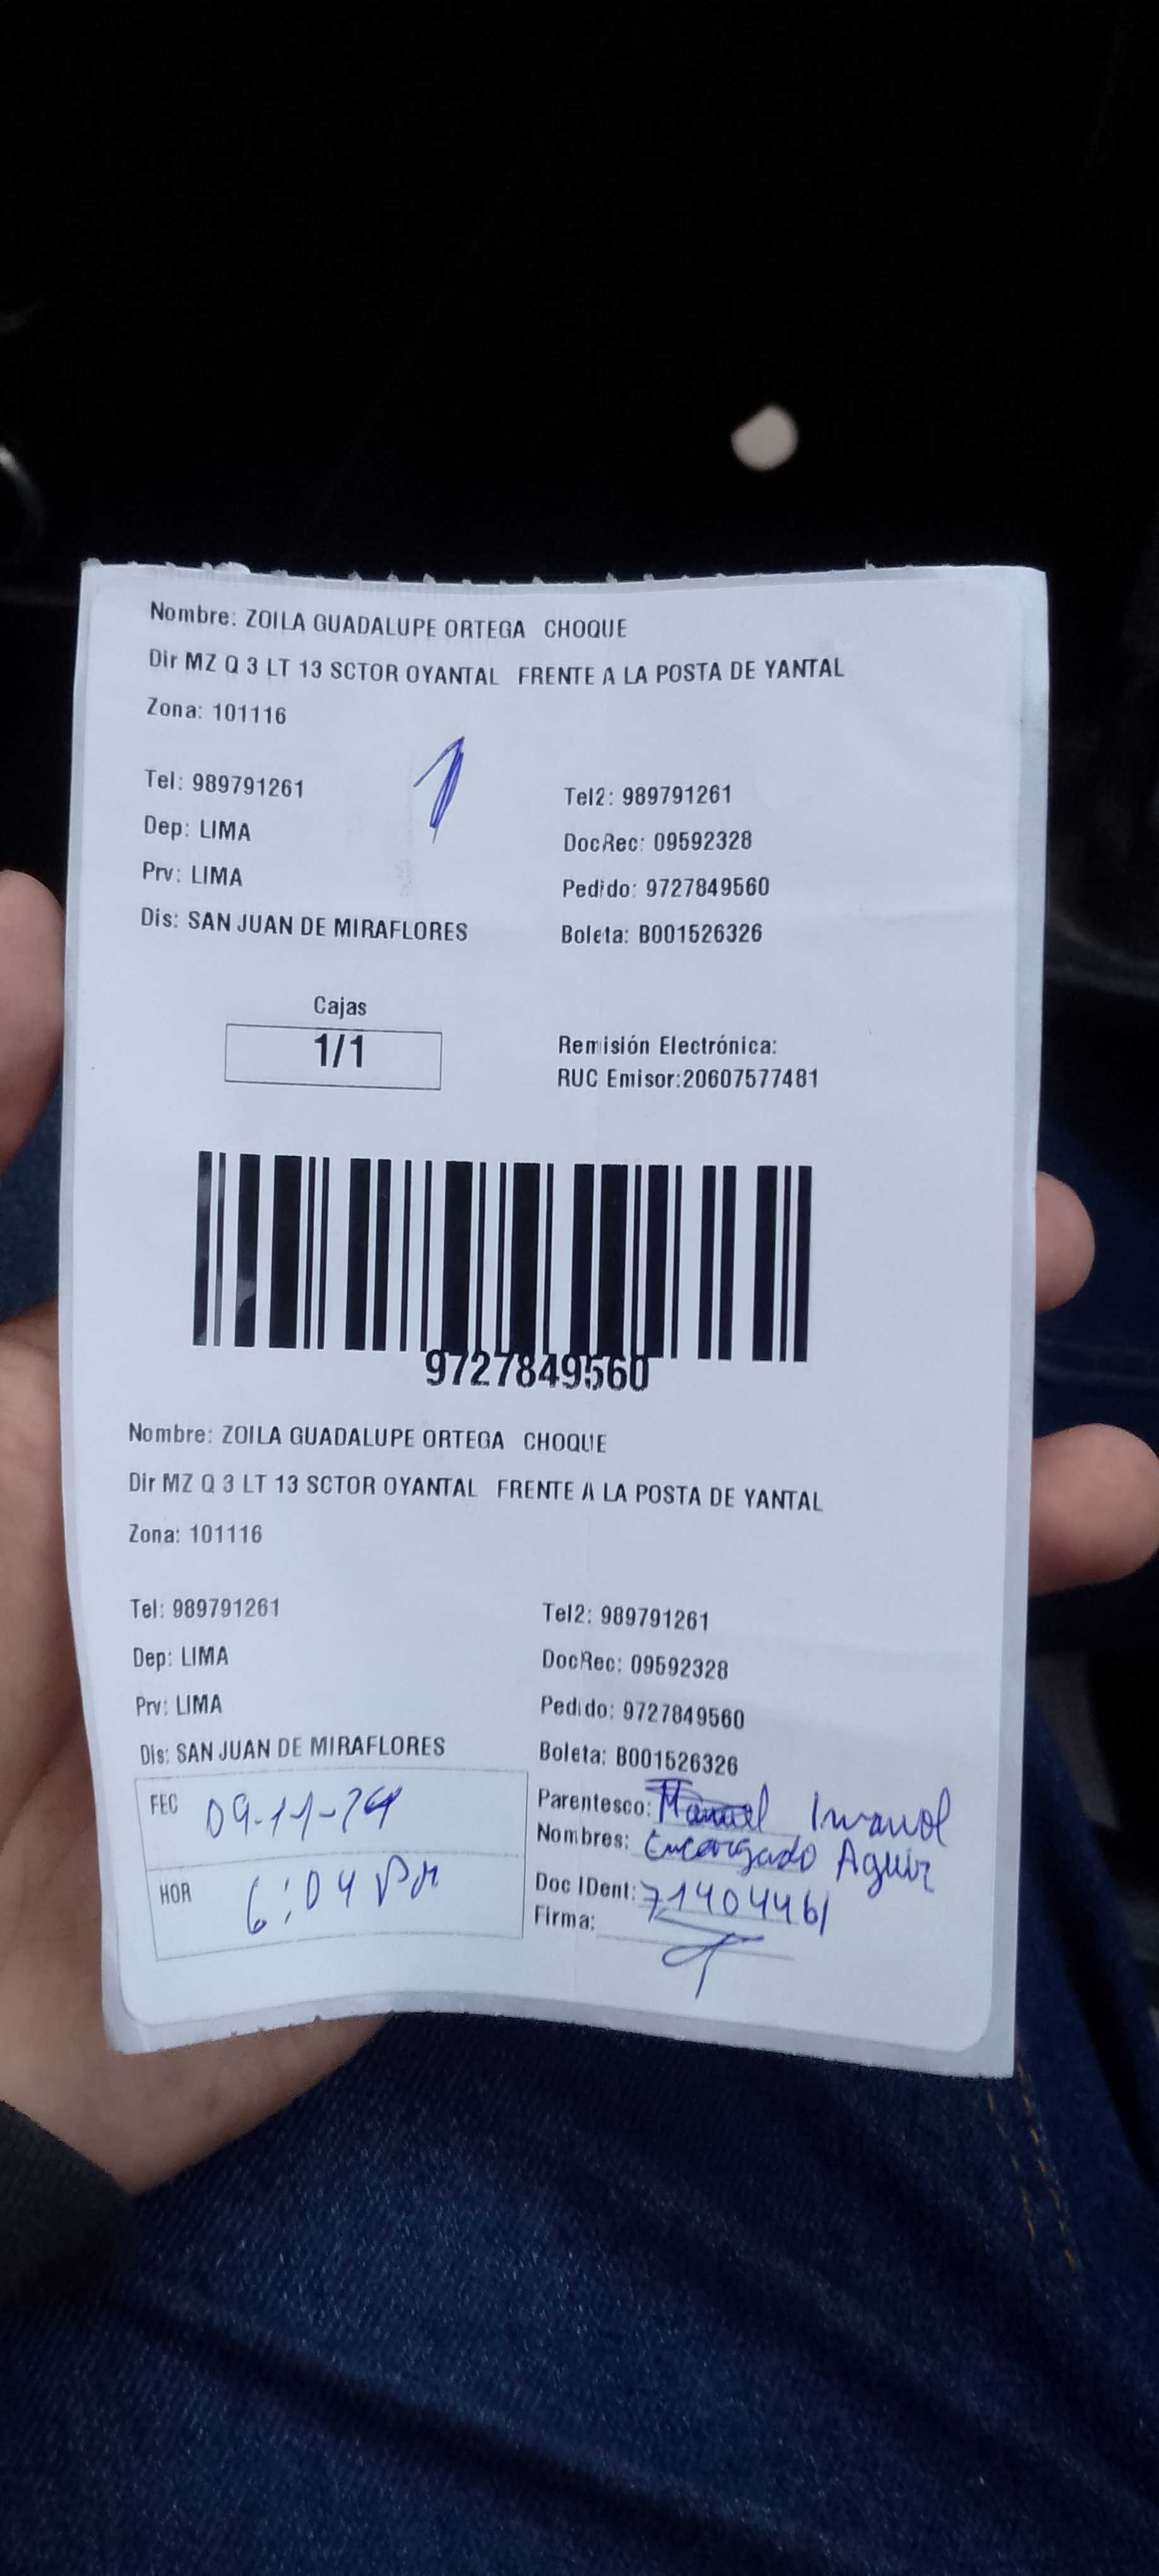 Nombre: ZOILA GUADALUPE ORTEGA CHOQUE
Dir MZ Q 3 LT 13 SCTOR OYANTAL FRENTE A LA POSTA DE YANTAL
Zona: 101116
1
Tel: 989791261 Tel2: 989791261
Dep: LIMA DocRec: 09592328
Prv: LIMA Pedido: 9727849560
Dis: SAN JUAN DE MIRAFLORES Boleta: B001526326
Cajas
1/1
Remisión Electrónica:
RUC Emisor:20607577481
9727849560
Nombre: ZOILA GUADALUPE ORTEGA CHOQUE
Dir MZ Q 3 LT 13 SCTOR OYANTAL FRENTE A LA POSTA DE YANTAL
Zona: 101116
Tel: 989791261 Tel2: 989791261
Dep: LIMA DocRec: 09592328
Prv: LIMA Pedido: 9727849560
Dis: SAN JUAN DE MIRAFLORES Boleta: B001526326
FEC 09-11-24
HOR 6:04 PM
Parentesco:
Nombres: Encargado
Doc IDent: 71404461
Firma: